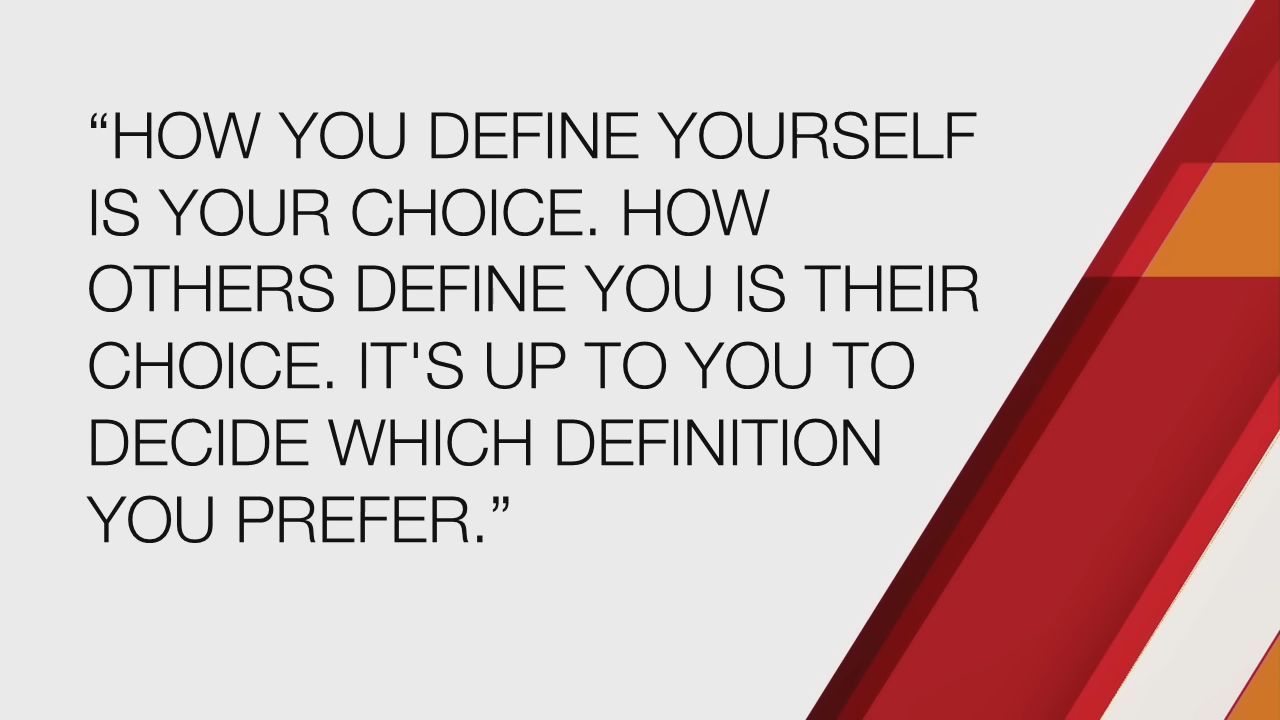 “HOW YOU DEFINE YOURSELF
IS YOUR CHOICE. HOW
OTHERS DEFINE YOU IS THEIR
CHOICE. IT'S UP TO YOU TO
DECIDE WHICH DEFINITION
YOU PREFER.”